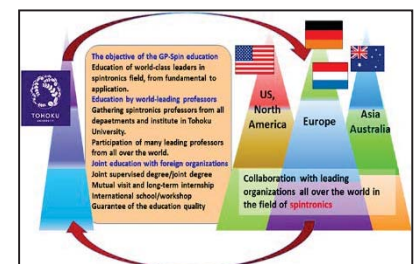 TOHOKU
UNIVERSITY
The objective of the GP-Spin education
Education of world-class leaders in
spintronics field, from fundamental to
application.
Education by world-leading professors
Gathering spintronics professors from all
depaetments and institute in Tohoku
University.
Participation of many leading professors
from all over the world.
Joint education with foreign organizations
Joint supervised degree/joint degree
Mutual visit and long-term internship
International school/workshop
Guarantee of the education quality
US,
North
America
Europe
Asia
Australia
Collaboration with leading
organizations all over the world in
the field of spintronics